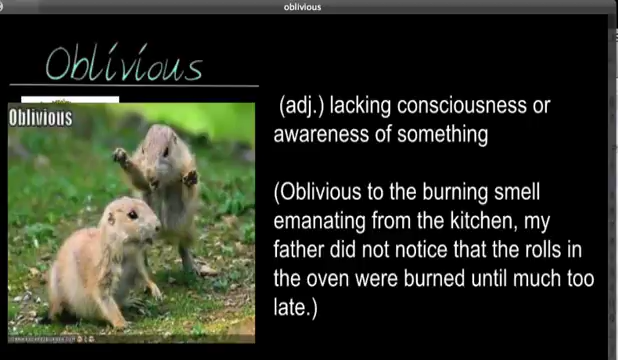 oblivious
Oblivious
Oblivious
(adj.) lacking consciousness or
awareness of something
(Oblivious to the burning smell
emanating from the kitchen, my
father did not notice that the rolls in
the oven were burned until much too
late.)